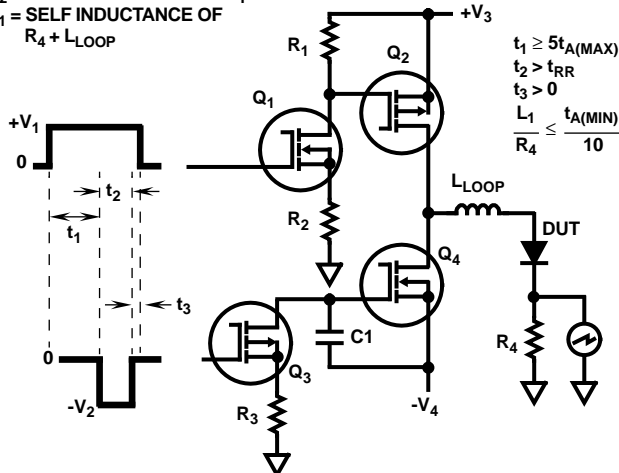 1 = SELF INDUCTANCE OF
R4 + LLOOP
+V3
R1
Q2
t1 ≥ 5tA(MAX)
t2 > tRR
t3 > 0
L1/R4 ≤ tA(MIN)/10
Q1
+V1
0
t2
t1
t3
R2
LLOOP
DUT
Q4
C1
R4
0
Q3
-V2
R3
-V4